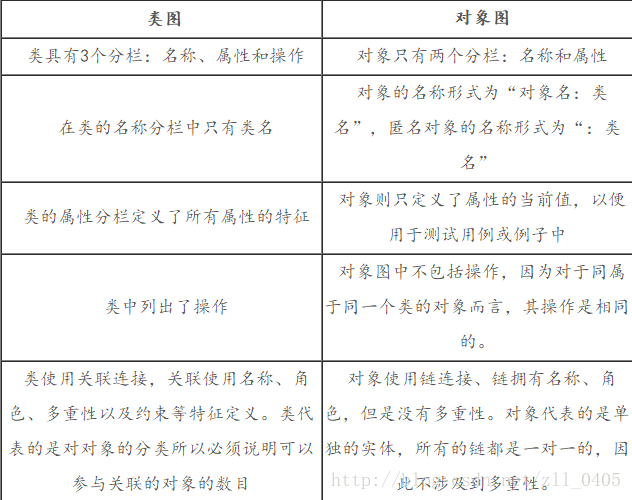 类图
对象图
类具有3个分栏：名称、属性和操作
对象只有两个分栏：名称和属性
在类的名称分栏中只有类名
对象的名称形式为“对象名：类
名”，匿名对象的名称形式为“：类
名”
类的属性分栏定义了所有属性的特征
对象则只定义了属性的当前值，以便
用于测试用例或例子中
类中列出了操作
对象图中不包括操作，因为对于同属
于同一个类的对象而言，其操作是相同
的。
类使用关联连接，关联使用名称、角
色、多重性以及约束等特征定义。类代
表的是对对象的分类所以必须说明可以
参与关联的对象的数目
对象使用链连接、链拥有名称、角
色，但是没有多重性。对象代表的是单
独的实体，所有的链都是一对一的，因
此不涉及到多重性。
http://blog.csdn.net/zll_0405